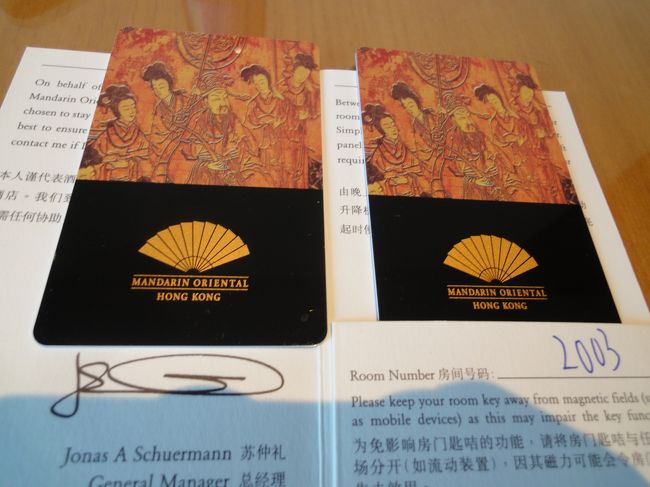 On behalf of
Mandarin Orie
chosen to stay
best to ensure
contact me if
本人谨代表酒
酒店。我们
需任何协助
MANDARIN ORIENTAL
HONG KONG
Jonas A Schuermann 苏仲礼
General Manager 总经理
Betwe
room
Simp
panel
requir
由晚
升降
起时
MANDARIN ORIENTAL
HONG KONG
Room Number 房间号码: 2003
Please keep your room key away from magnetic fields (s
as mobile devices) as this may impair the key func
为免影响房门匙咭的功能，请将房门匙咭与任
场分开(如流动装置)，因其磁力可能会令房门